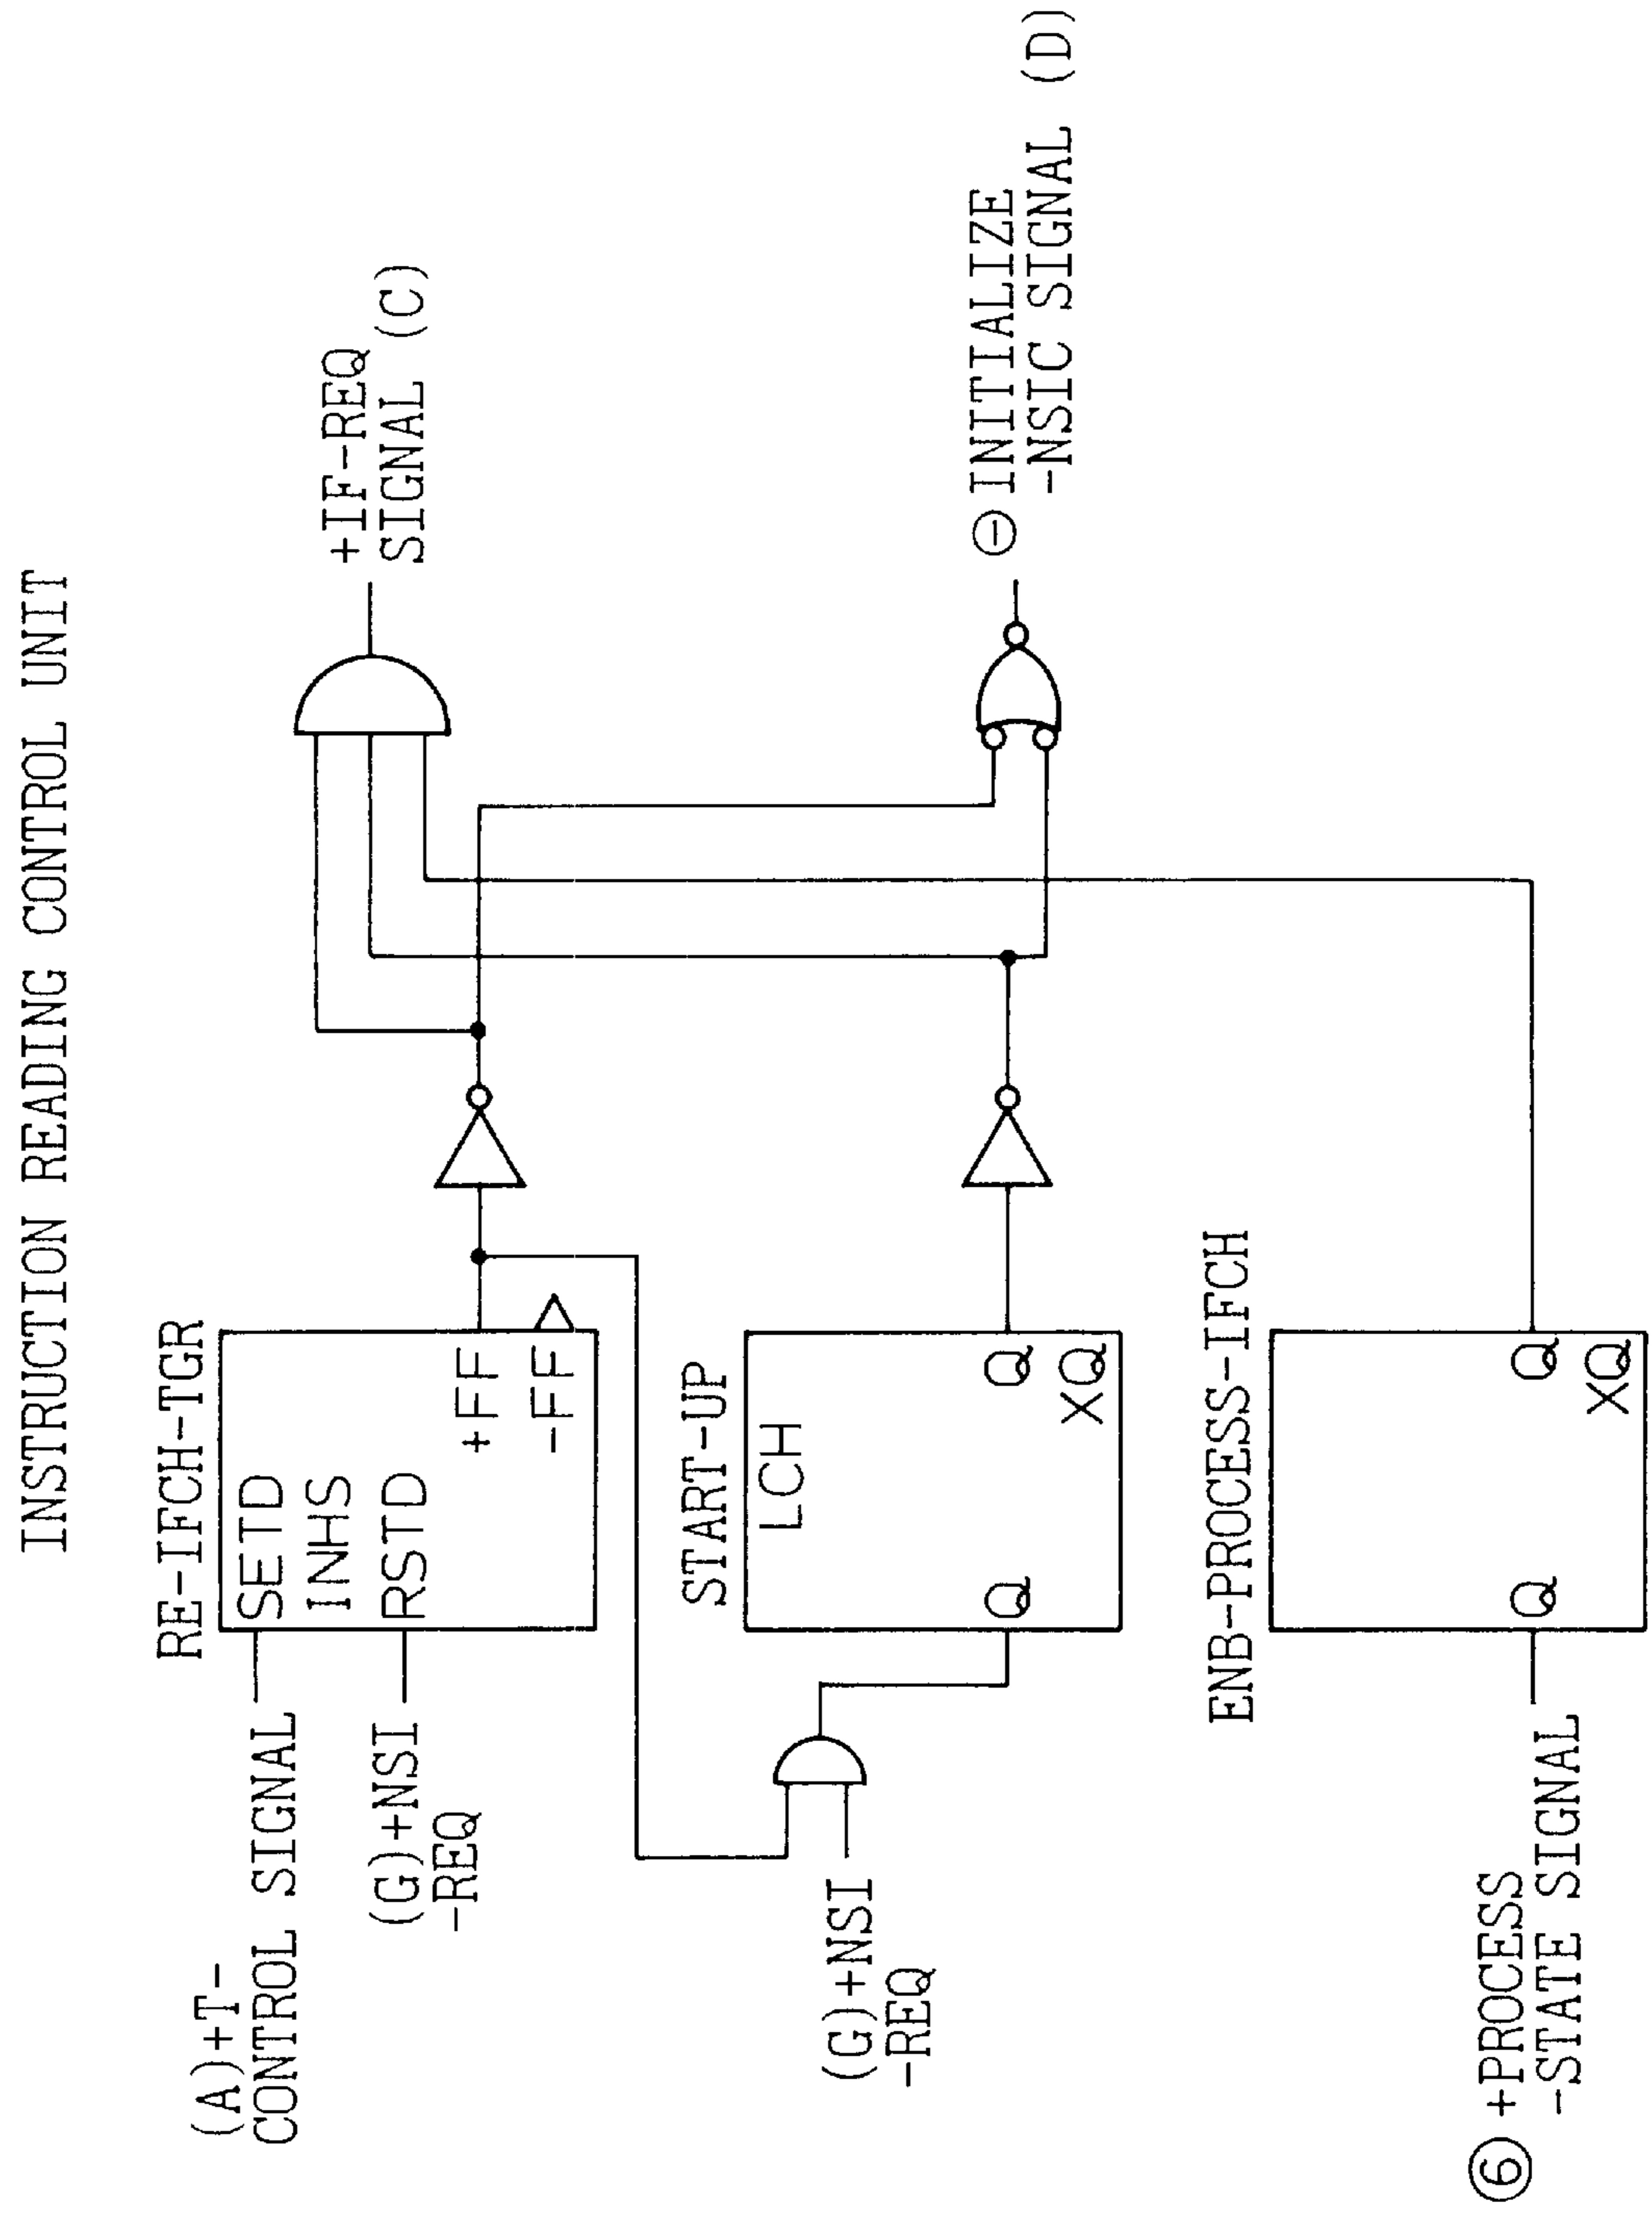 INSTRUCTION READING CONTROL UNIT
RE-IFCH-TGR
(A)+T-
CONTROL SIGNAL
(G)+NSI
-REQ
SETD
INHS
RSTD
+FF
-FF
+IF-REQ
SIGNAL (C)
START-UP
LCH
Q
Q
XQ
(G)+NSI
-REQ
⊖ INITIALIZE
-NSIC SIGNAL (D)
ENB-PROCESS-IFCH
Q
Q
XQ
⑥ +PROCESS
-STATE SIGNAL